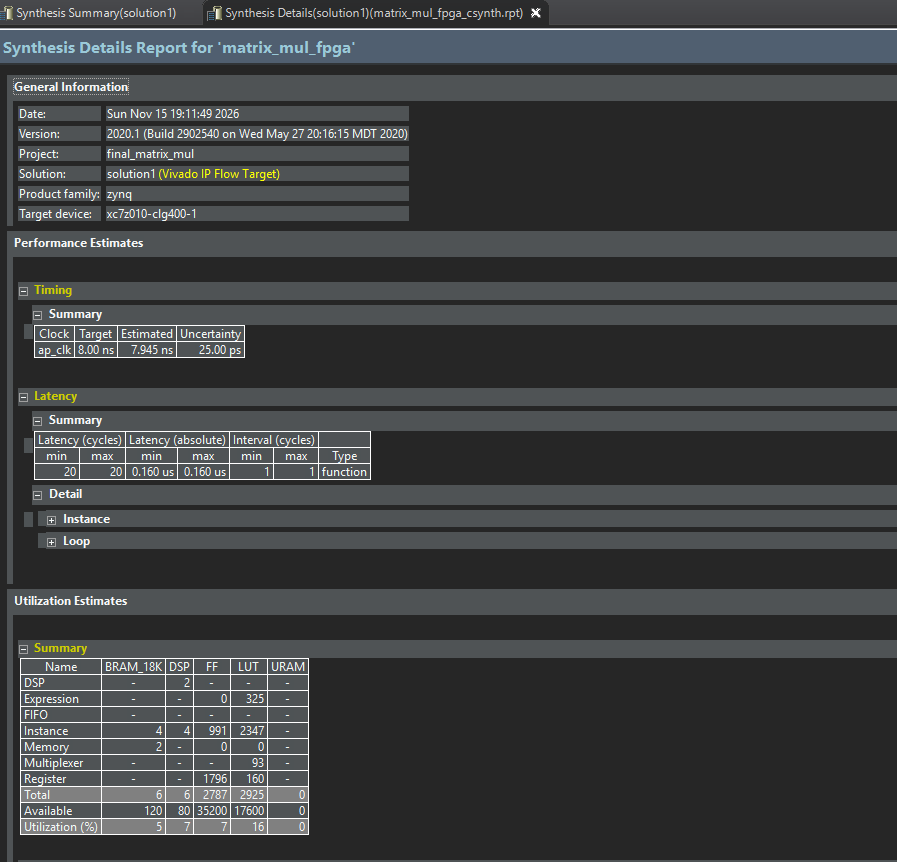 Synthesis Summary(solution1) Synthesis Details(solution1)(matrix_mul_fpga_csynth.rpt)
Synthesis Details Report for 'matrix_mul_fpga'
General Information
Date: Sun Nov 15 19:11:49 2026
Version: 2020.1 (Build 2902540 on Wed May 27 20:16:15 MDT 2020)
Project: final_matrix_mul
Solution: solution1 (Vivado IP Flow Target)
Product family: zynq
Target device: xc7z010-clg400-1
Performance Estimates
Timing
Summary
Clock Target Estimated Uncertainty
ap_clk 8.00 ns 7.945 ns 25.00 ps
Latency
Summary
Latency (cycles) Latency (absolute) Interval (cycles)
min max min max min max Type
20 20 0.160 us 0.160 us 1 1 function
Detail
Instance
Loop
Utilization Estimates
Summary
Name BRAM_18K DSP FF LUT URAM
DSP - 2 - - -
Expression - - 0 325 -
FIFO - - - - -
Instance 4 4 991 2347 -
Memory 2 - 0 0 -
Multiplexer - - - 93 -
Register - - 1796 160 -
Total 6 6 2787 2925 0
Available 120 80 35200 17600 0
Utilization (%) 5 7 7 16 0